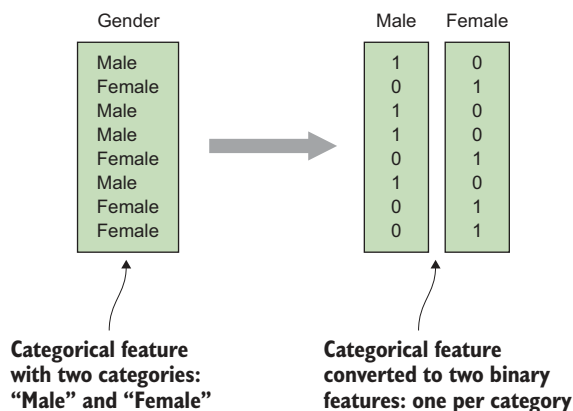 Gender Male Female
Male 1 0
Female 0 1
Male 1 0
Male 1 0
Female 0 1
Male 1 0
Female 0 1
Female 0 1
Categorical feature
with two categories:
“Male” and “Female”
Categorical feature
converted to two binary
features: one per category